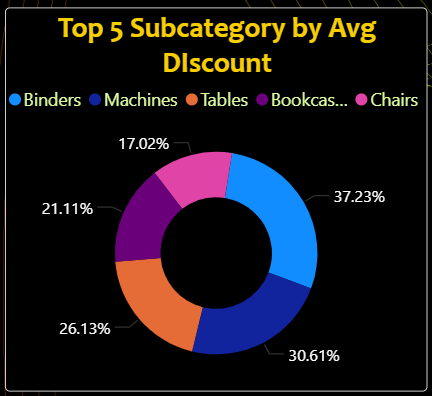 Top 5 Subcategory by Avg
DIscount
Binders Machines Tables Bookcas... Chairs
17.02%
37.23%
21.11%
26.13%
30.61%